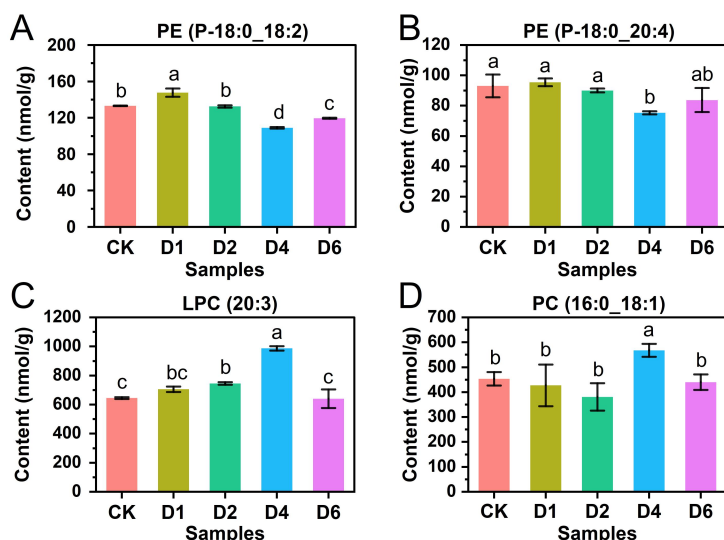 A
PE (P-18:0_18:2)
Content (nmol/g)
200
160
120
80
40
0
b
a
b
d
c
CK D1 D2 D4 D6
Samples
B
PE (P-18:0_20:4)
Content (nmol/g)
120
100
80
60
40
20
0
a
a
a
b
ab
CK D1 D2 D4 D6
Samples
C
LPC (20:3)
Content (nmol/g)
1200
1000
800
600
400
200
0
c
bc
b
a
c
CK D1 D2 D4 D6
Samples
D
PC (16:0_18:1)
Content (nmol/g)
700
600
500
400
300
200
100
0
b
b
b
a
b
CK D1 D2 D4 D6
Samples